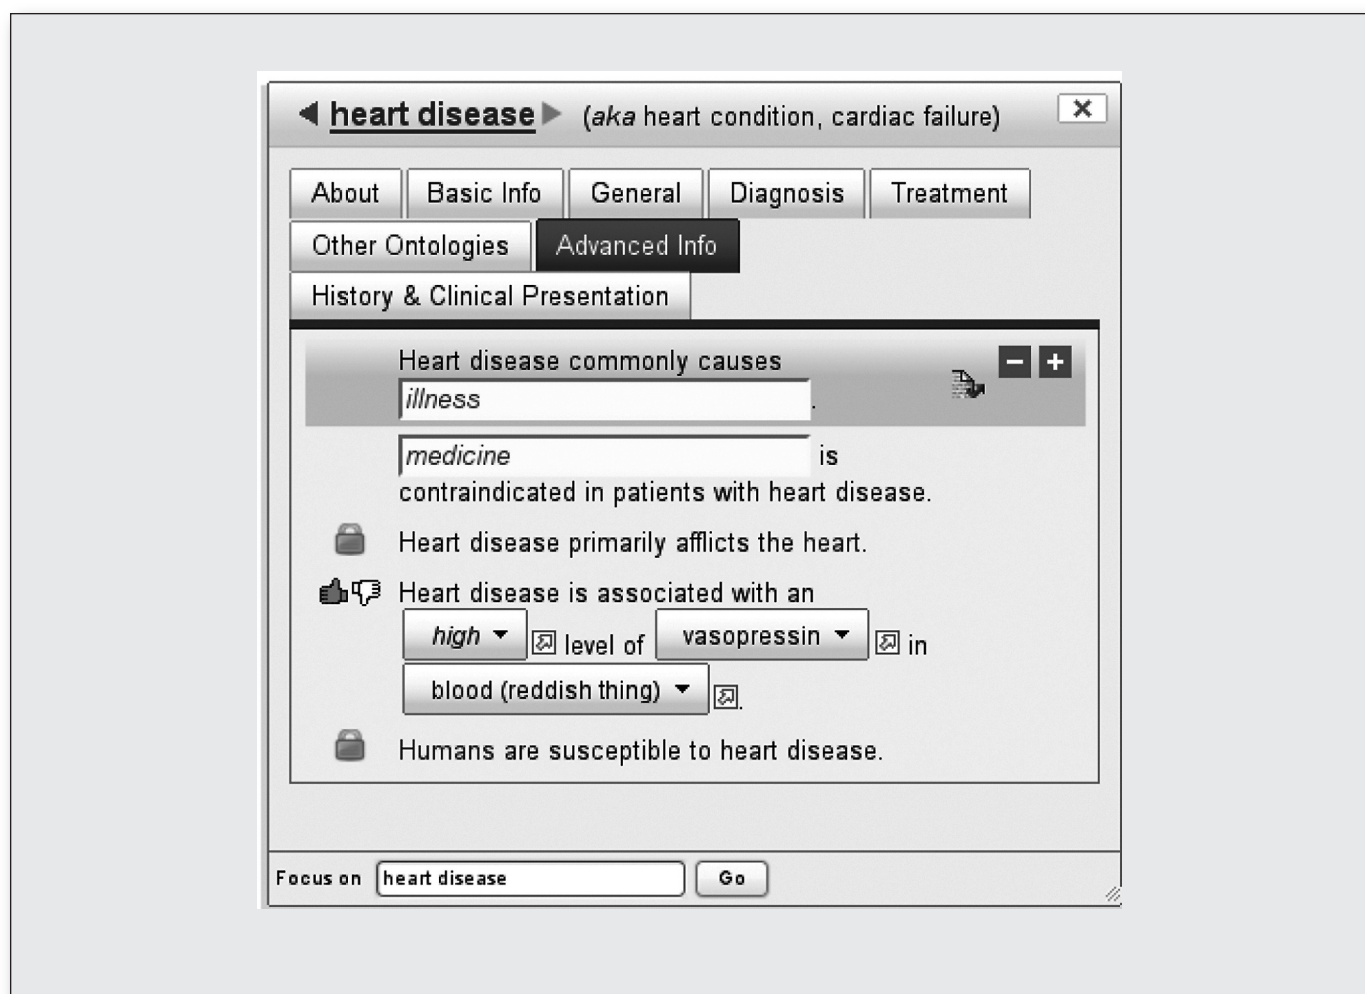 heart disease (aka heart condition, cardiac failure)
About Basic Info General Diagnosis Treatment
Other Ontologies Advanced Info
History & Clinical Presentation
Heart disease commonly causes
illness .
medicine is
contraindicated in patients with heart disease.
Heart disease primarily afflicts the heart.
Heart disease is associated with an
high level of vasopressin in
blood (reddish thing) .
Humans are susceptible to heart disease.
Focus on heart disease Go